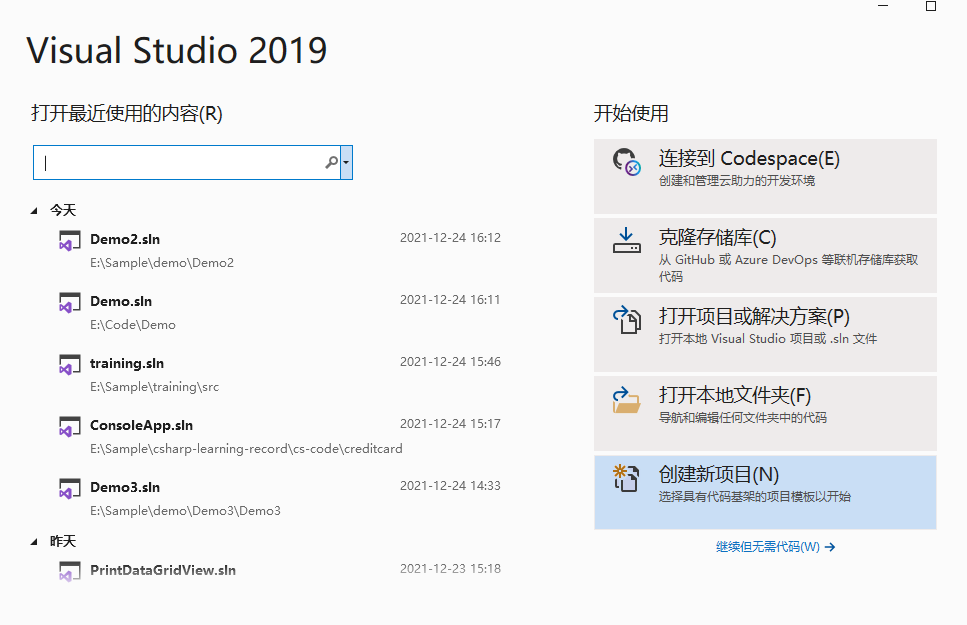 Visual Studio 2019
打开最近使用的内容(R)
今天
Demo2.sln
2021-12-24 16:12
E:\Sample\demo\Demo2
Demo.sln
2021-12-24 16:11
E:\Code\Demo
training.sln
2021-12-24 15:46
E:\Sample\training\src
ConsoleApp.sln
2021-12-24 15:17
E:\Sample\csharp-learning-record\cs-code\creditcard
Demo3.sln
2021-12-24 14:33
E:\Sample\demo\Demo3\Demo3
昨天
PrintDataGridView.sln
2021-12-23 15:18
开始使用
连接到 Codespace(E)
创建和管理云助力的开发环境
克隆存储库(C)
从 GitHub 或 Azure DevOps 等联机存储库获取
代码
打开项目或解决方案(P)
打开本地 Visual Studio 项目或 .sln 文件
打开本地文件夹(F)
导航和编辑任何文件夹中的代码
创建新项目(N)
选择具有代码基架的项目模板以开始
继续但无需代码(W) →